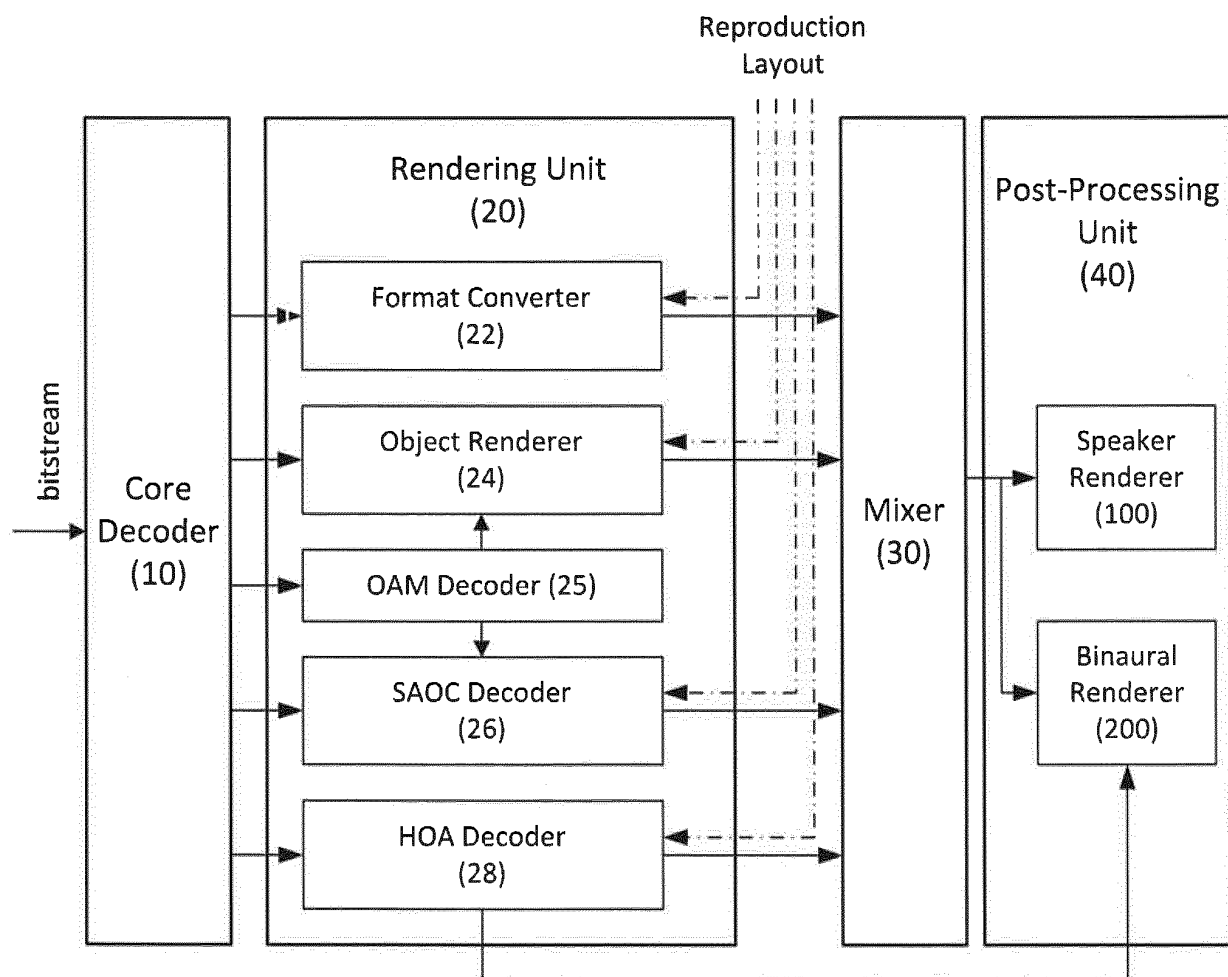 Reproduction
Layout
Rendering Unit
(20)
Post-Processing
Unit
(40)
Format Converter
(22)
bitstream
Object Renderer
(24)
Speaker
Renderer
(100)
Core
Decoder
(10)
Mixer
(30)
OAM Decoder (25)
SAOC Decoder
(26)
Binaural
Renderer
(200)
HOA Decoder
(28)